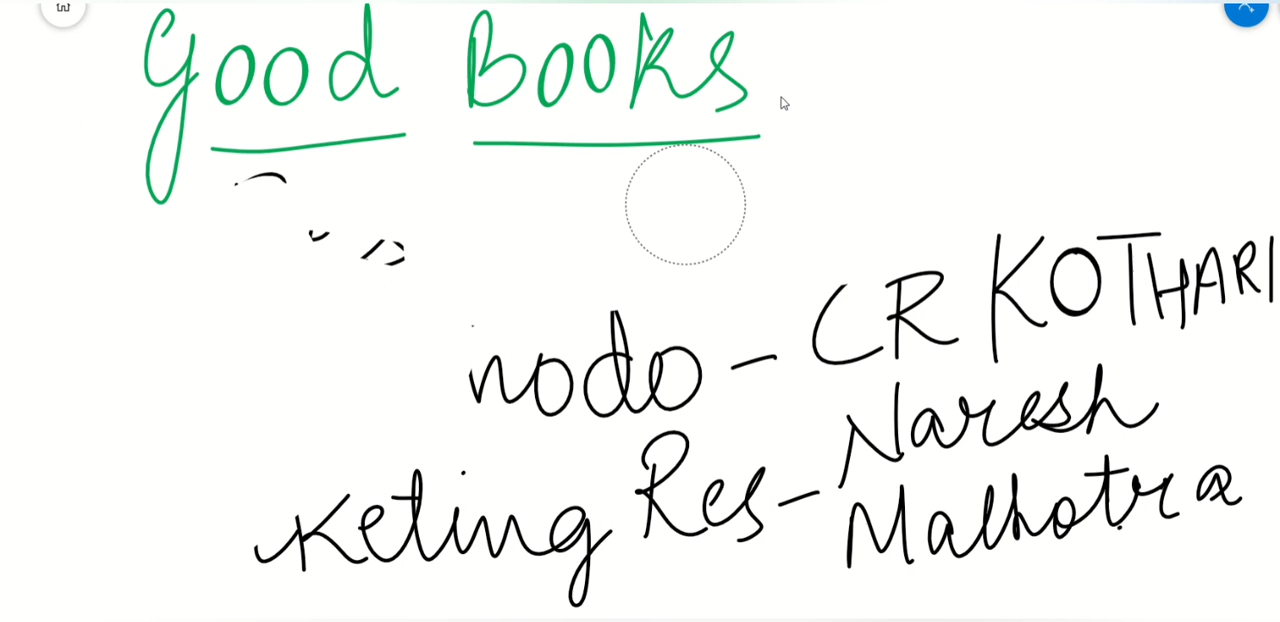 Good Books
nodo - CR KOTHARI
keting Res - Naresh
Malhotra